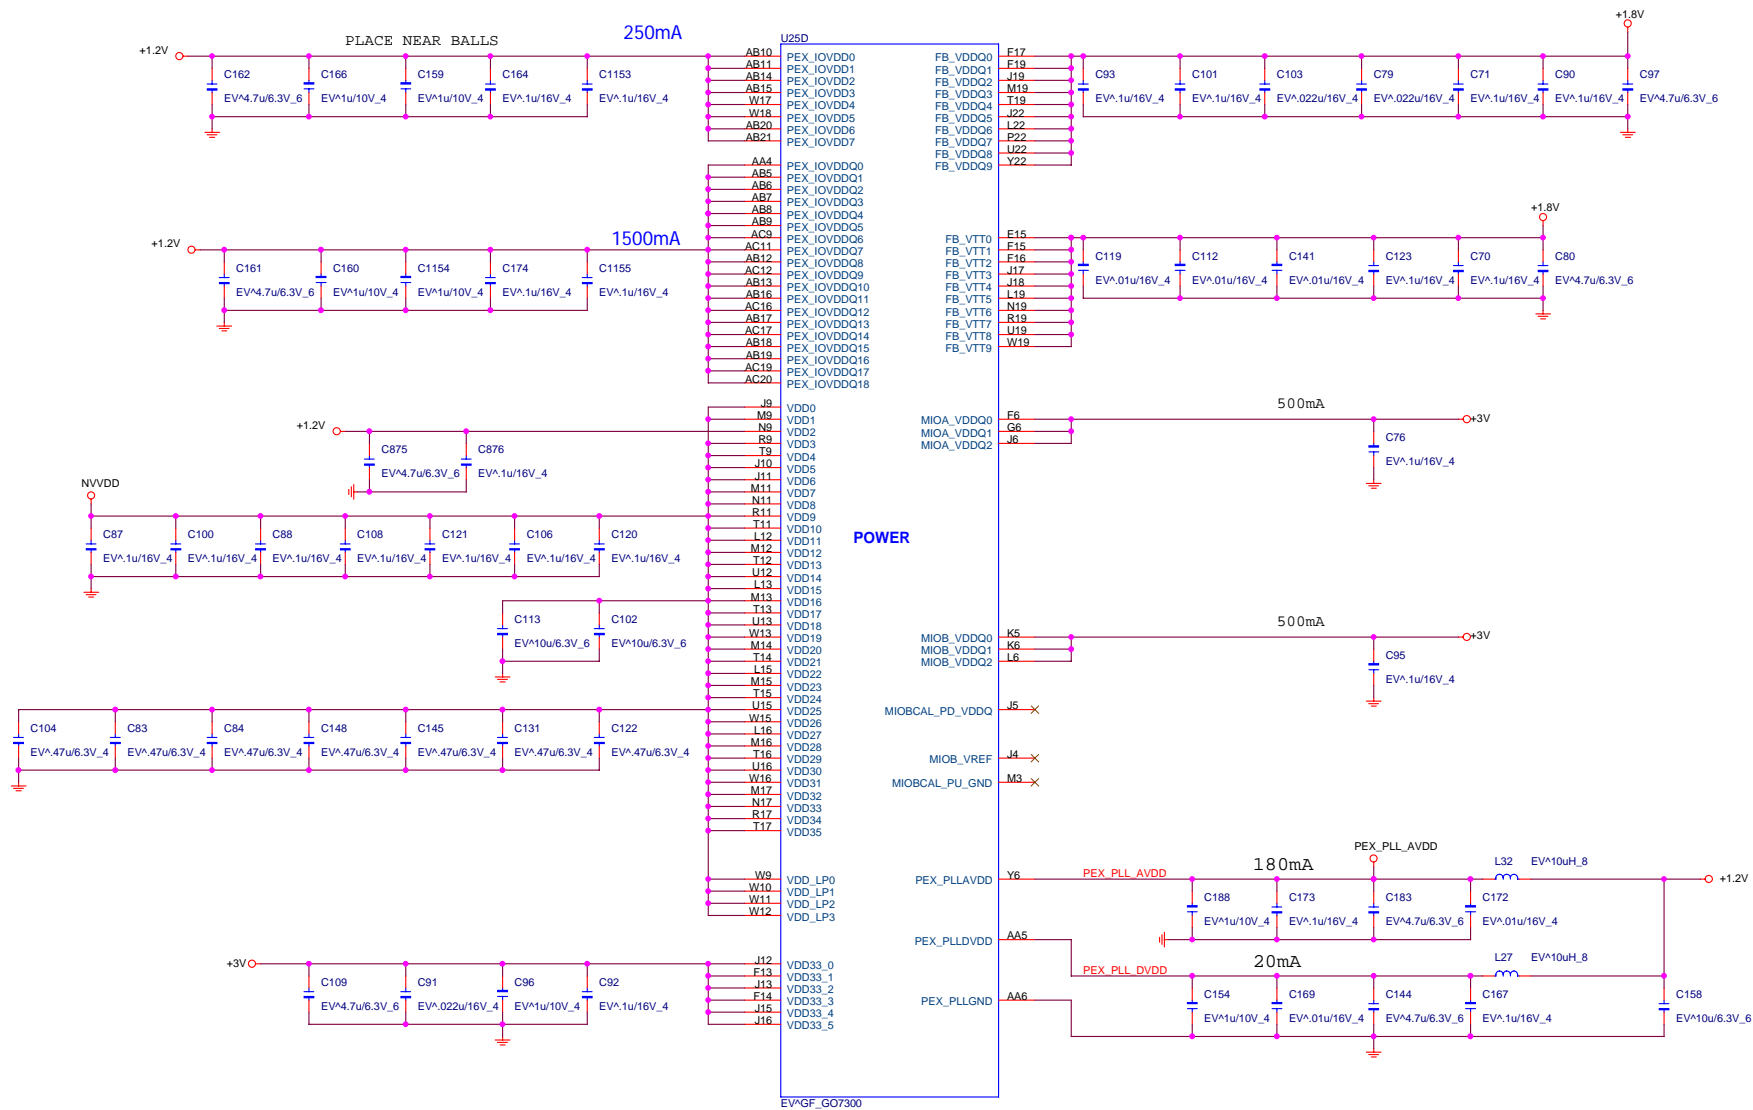 +1.8V
PLACE NEAR BALLS
250mA
U25D
+1.2V
C162
EV^4.7u/6.3V_6
C166
EV^1u/10V_4
C159
EV^1u/10V_4
C164
EV^.1u/16V_4
C1153
EV^.1u/16V_4
AB10 PEX_IOVDD0
AB11 PEX_IOVDD1
AB14 PEX_IOVDD2
AB15 PEX_IOVDD3
W17 PEX_IOVDD4
W18 PEX_IOVDD5
AB20 PEX_IOVDD6
AB21 PEX_IOVDD7
FB_VDDQ0 F17
FB_VDDQ1 F19
FB_VDDQ2 J19
FB_VDDQ3 M19
FB_VDDQ4 T19
FB_VDDQ5 J22
FB_VDDQ6 L22
FB_VDDQ7 P22
FB_VDDQ8 U22
FB_VDDQ9 Y22
C93
EV^.1u/16V_4
C101
EV^.1u/16V_4
C103
EV^.022u/16V_4
C79
EV^.022u/16V_4
C71
EV^.1u/16V_4
C90
EV^.1u/16V_4
C97
EV^4.7u/6.3V_6
AA4 PEX_IOVDDQ0
AB5 PEX_IOVDDQ1
AB6 PEX_IOVDDQ2
AB7 PEX_IOVDDQ3
AB8 PEX_IOVDDQ4
AB9 PEX_IOVDDQ5
AC9 PEX_IOVDDQ6
AC11 PEX_IOVDDQ7
AB12 PEX_IOVDDQ8
AC12 PEX_IOVDDQ9
AB13 PEX_IOVDDQ10
AB16 PEX_IOVDDQ11
AC16 PEX_IOVDDQ12
AB17 PEX_IOVDDQ13
AC17 PEX_IOVDDQ14
AB18 PEX_IOVDDQ15
AB19 PEX_IOVDDQ16
AC19 PEX_IOVDDQ17
AC20 PEX_IOVDDQ18
+1.2V
1500mA
C161
EV^4.7u/6.3V_6
C160
EV^1u/10V_4
C1154
EV^1u/10V_4
C174
EV^.1u/16V_4
C1155
EV^.1u/16V_4
+1.8V
FB_VTT0 E15
FB_VTT1 F15
FB_VTT2 F16
FB_VTT3 J17
FB_VTT4 J18
FB_VTT5 L19
FB_VTT6 N19
FB_VTT7 R19
FB_VTT8 U19
FB_VTT9 W19
C119
EV^.01u/16V_4
C112
EV^.01u/16V_4
C141
EV^.01u/16V_4
C123
EV^.1u/16V_4
C70
EV^.1u/16V_4
C80
EV^4.7u/6.3V_6
J9 VDD0
M9 VDD1
N9 VDD2
R9 VDD3
T9 VDD4
J10 VDD5
J11 VDD6
M11 VDD7
N11 VDD8
R11 VDD9
T11 VDD10
L12 VDD11
M12 VDD12
T12 VDD13
U12 VDD14
L13 VDD15
M13 VDD16
T13 VDD17
U13 VDD18
W13 VDD19
M14 VDD20
T14 VDD21
L15 VDD22
M15 VDD23
T15 VDD24
U15 VDD25
W15 VDD26
L16 VDD27
M16 VDD28
T16 VDD29
U16 VDD30
W16 VDD31
M17 VDD32
N17 VDD33
R17 VDD34
T17 VDD35
+1.2V
C875
EV^4.7u/6.3V_6
C876
EV^.1u/16V_4
NVVDD
C87
EV^.1u/16V_4
C100
EV^.1u/16V_4
C88
EV^.1u/16V_4
C108
EV^.1u/16V_4
C121
EV^.1u/16V_4
C106
EV^.1u/16V_4
C120
EV^.1u/16V_4
POWER
C113
EV^10u/6.3V_6
C102
EV^10u/6.3V_6
C104
EV^.47u/6.3V_4
C83
EV^.47u/6.3V_4
C84
EV^.47u/6.3V_4
C148
EV^.47u/6.3V_4
C145
EV^.47u/6.3V_4
C131
EV^.47u/6.3V_4
C122
EV^.47u/6.3V_4
500mA
MIOA_VDDQ0 F6
MIOA_VDDQ1 G6
MIOA_VDDQ2 J6
+3V
C76
EV^.1u/16V_4
500mA
MIOB_VDDQ0 K5
MIOB_VDDQ1 K6
MIOB_VDDQ2 L6
+3V
C95
EV^.1u/16V_4
MIOBCAL_PD_VDDQ J5
MIOB_VREF J4
MIOBCAL_PU_GND M3
W9 VDD_LP0
W10 VDD_LP1
W11 VDD_LP2
W12 VDD_LP3
PEX_PLL_AVDD
180mA
L32 EV^10uH_8
PEX_PLLAVDD Y6
PEX_PLL_AVDD
+1.2V
C188
EV^1u/10V_4
C173
EV^.1u/16V_4
C183
EV^4.7u/6.3V_6
C172
EV^.01u/16V_4
PEX_PLLDVDD AA5
PEX_PLL_DVDD
20mA
L27 EV^10uH_8
PEX_PLLGND AA6
C154
EV^1u/10V_4
C169
EV^.01u/16V_4
C144
EV^4.7u/6.3V_6
C167
EV^.1u/16V_4
C158
EV^10u/6.3V_6
+3V
C109
EV^4.7u/6.3V_6
C91
EV^.022u/16V_4
C96
EV^1u/10V_4
C92
EV^.1u/16V_4
J12 VDD33_0
F13 VDD33_1
J13 VDD33_2
F14 VDD33_3
J15 VDD33_4
J16 VDD33_5
EV^GF_GO7300